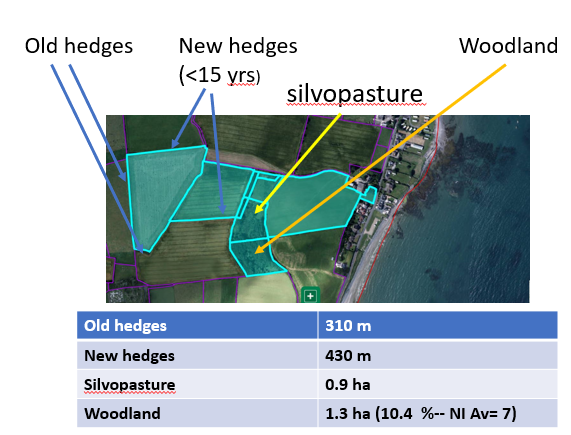 Old hedges
New hedges
(<15 yrs)
Woodland
silvopasture
Old hedges 310 m
New hedges 430 m
Silvopasture 0.9 ha
Woodland 1.3 ha (10.4  %-- NI Av= 7)